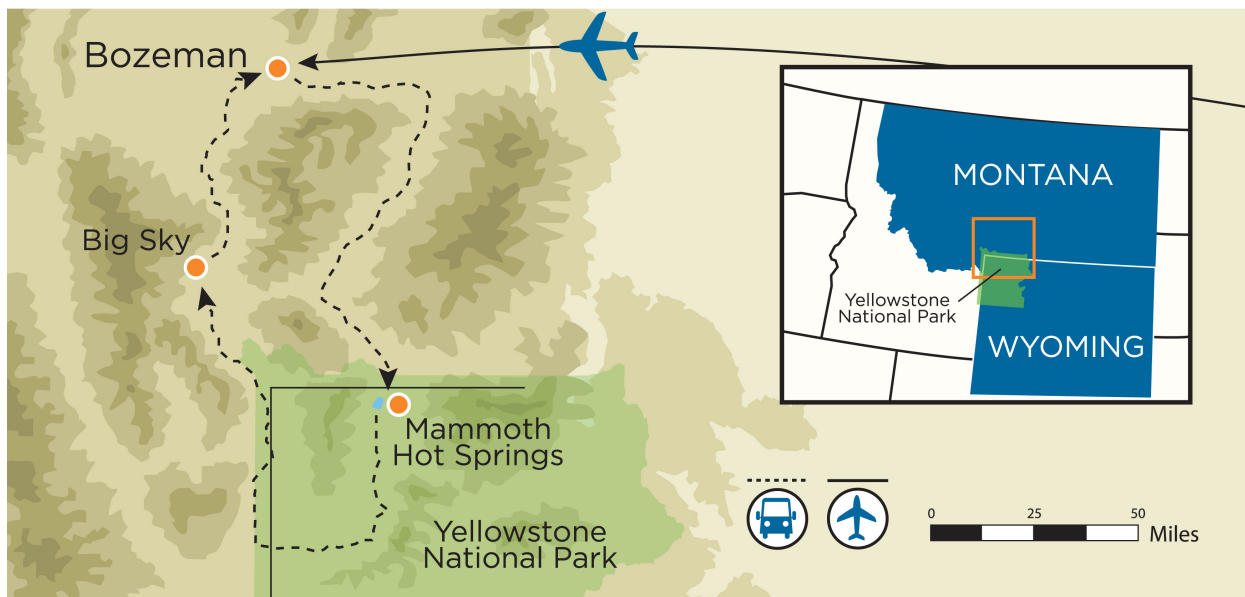 Bozeman
Big Sky
Mammoth
Hot Springs
Yellowstone
National Park
MONTANA
Yellowstone
National Park
WYOMING
0 25 50
Miles